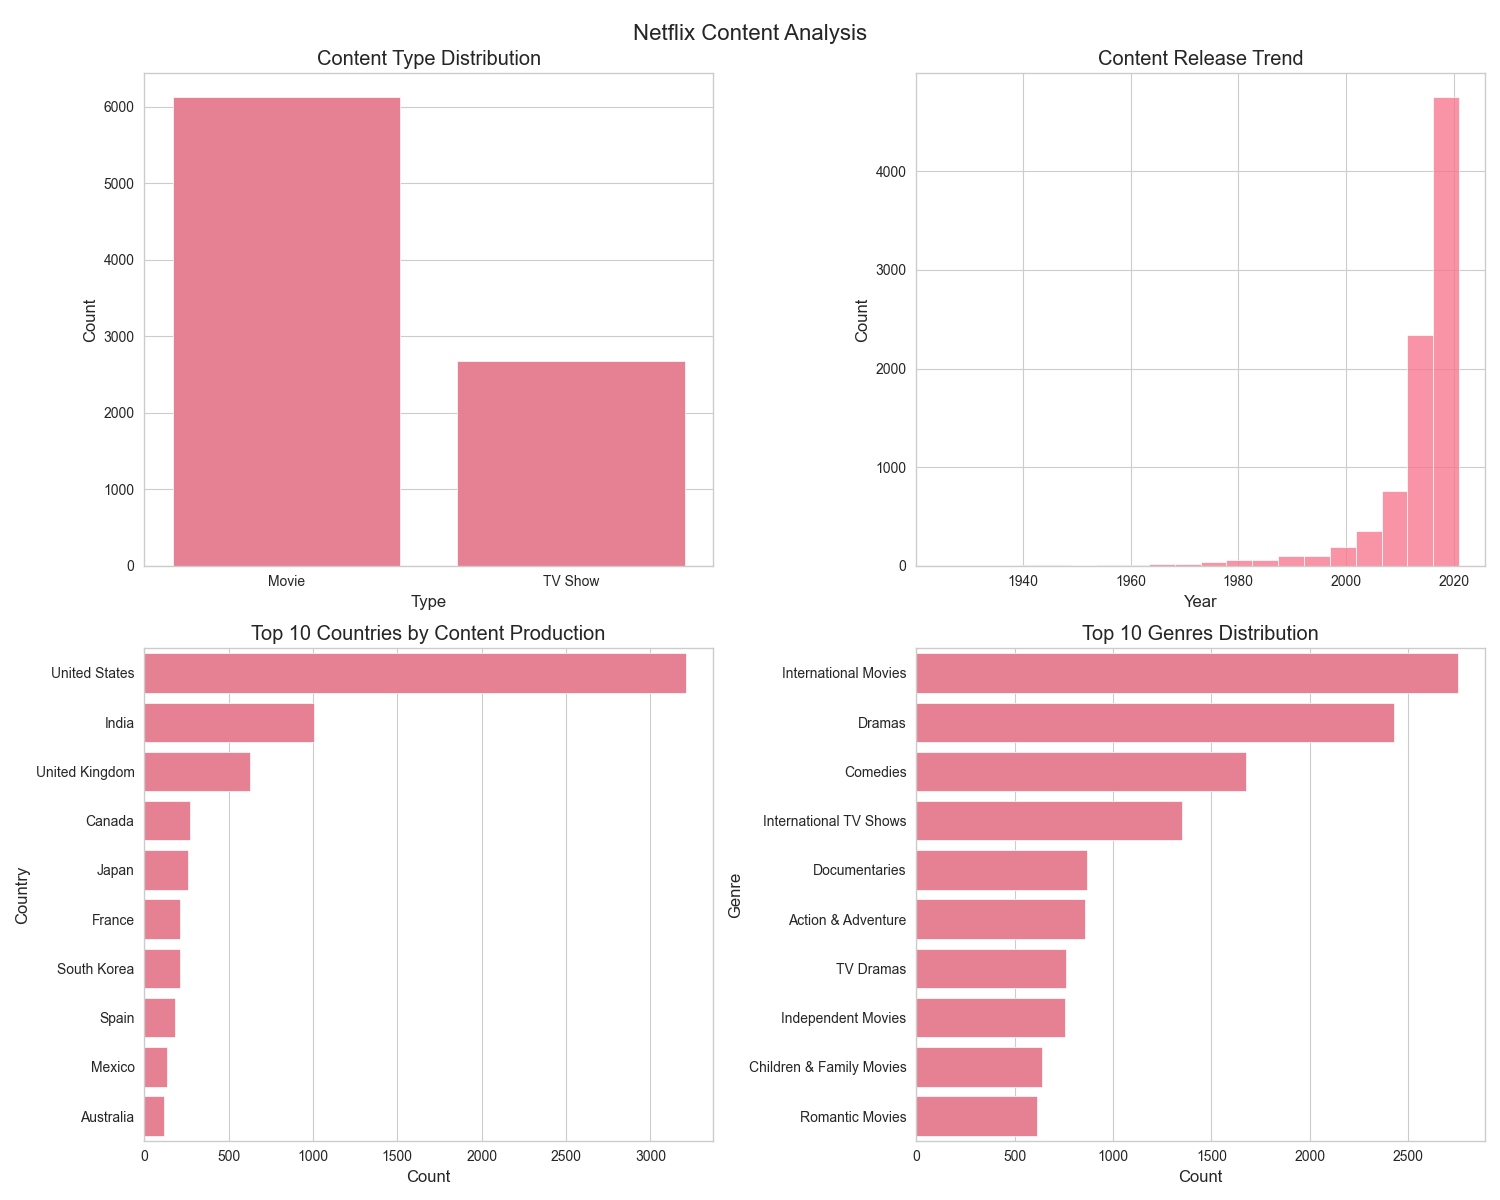 Netflix Content Analysis
Content Type Distribution
6000
5000
4000
3000
2000
1000
0
Count
Movie
TV Show
Type
Content Release Trend
4000
3000
2000
1000
0
Count
1940
1960
1980
2000
2020
Year
Top 10 Countries by Content Production
United States
India
United Kingdom
Canada
Japan
France
South Korea
Spain
Mexico
Australia
Country
0
500
1000
1500
2000
2500
3000
Count
Top 10 Genres Distribution
International Movies
Dramas
Comedies
International TV Shows
Documentaries
Action & Adventure
TV Dramas
Independent Movies
Children & Family Movies
Romantic Movies
Genre
0
500
1000
1500
2000
2500
Count